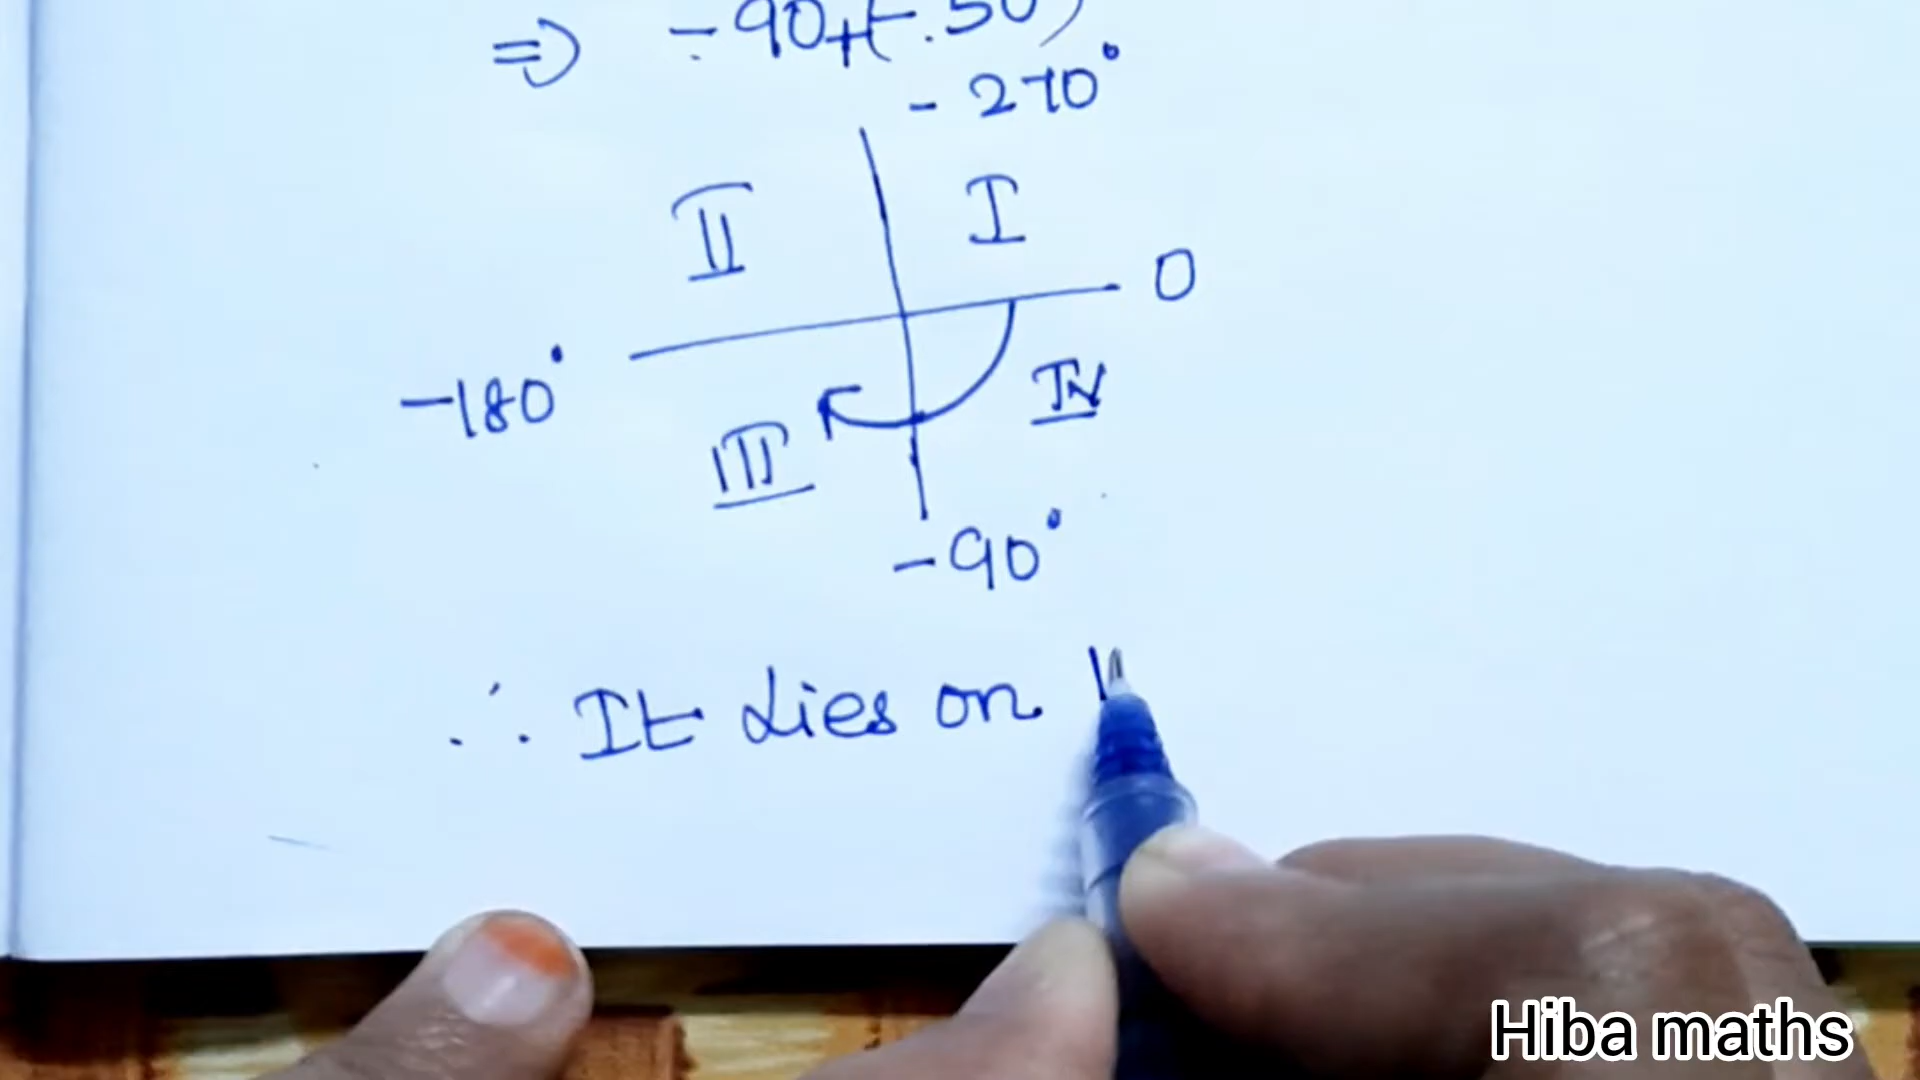 ⇒ -90+(-50)
-270°
II I
0
-180°
IV
III
-90°
∴ It Lies on
Hiba maths